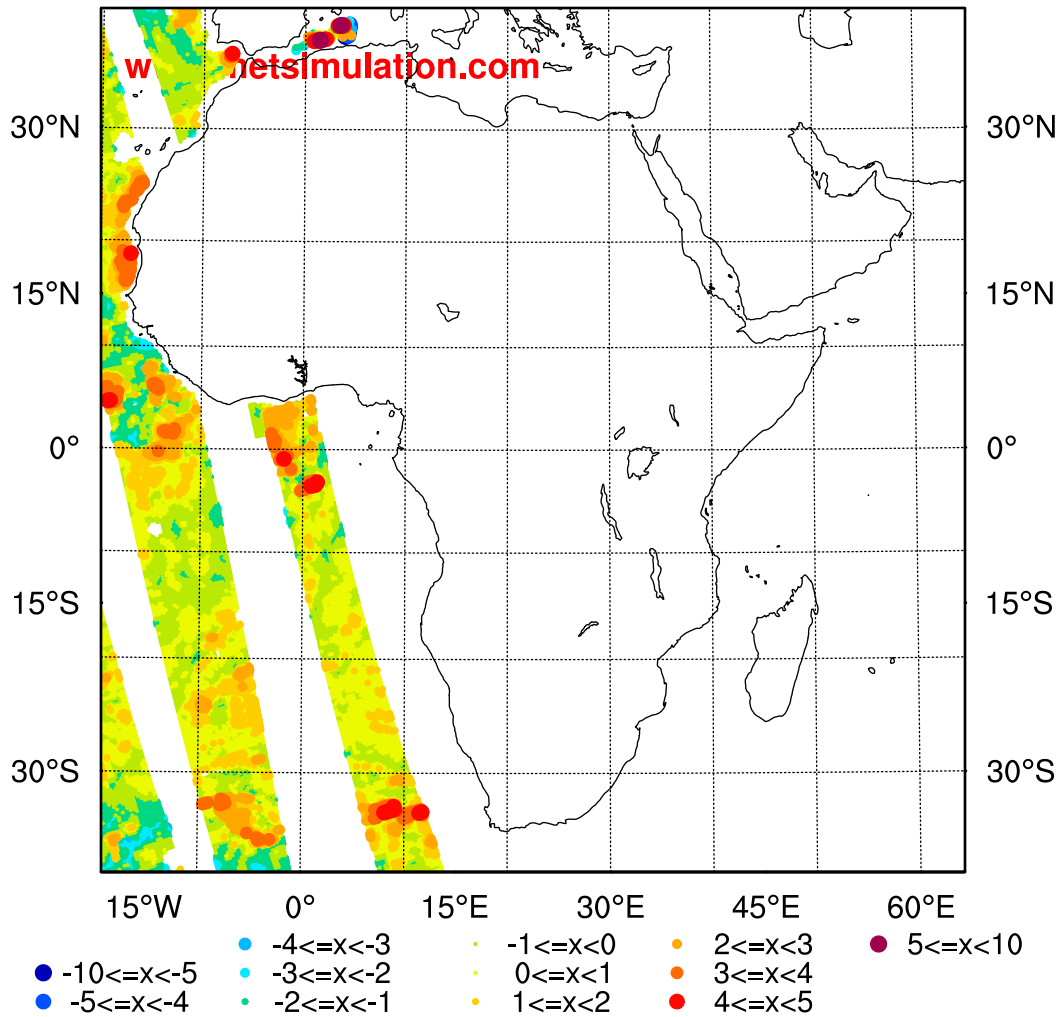 w netsimulation.com
30°N 30°N
15°N 15°N
0° 0°
15°S 15°S
30°S 30°S
15°W 0° 15°E 30°E 45°E 60°E
-4<=x<-3 -1<=x<0 2<=x<3 5<=x<10
-10<=x<-5 -3<=x<-2 0<=x<1 3<=x<4
-5<=x<-4 -2<=x<-1 1<=x<2 4<=x<5